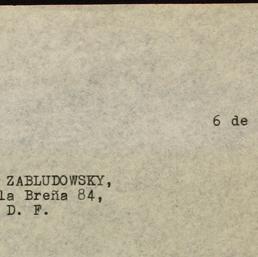 6 de
ZABLUDOWSKY,
la Breña 84,
D. F.